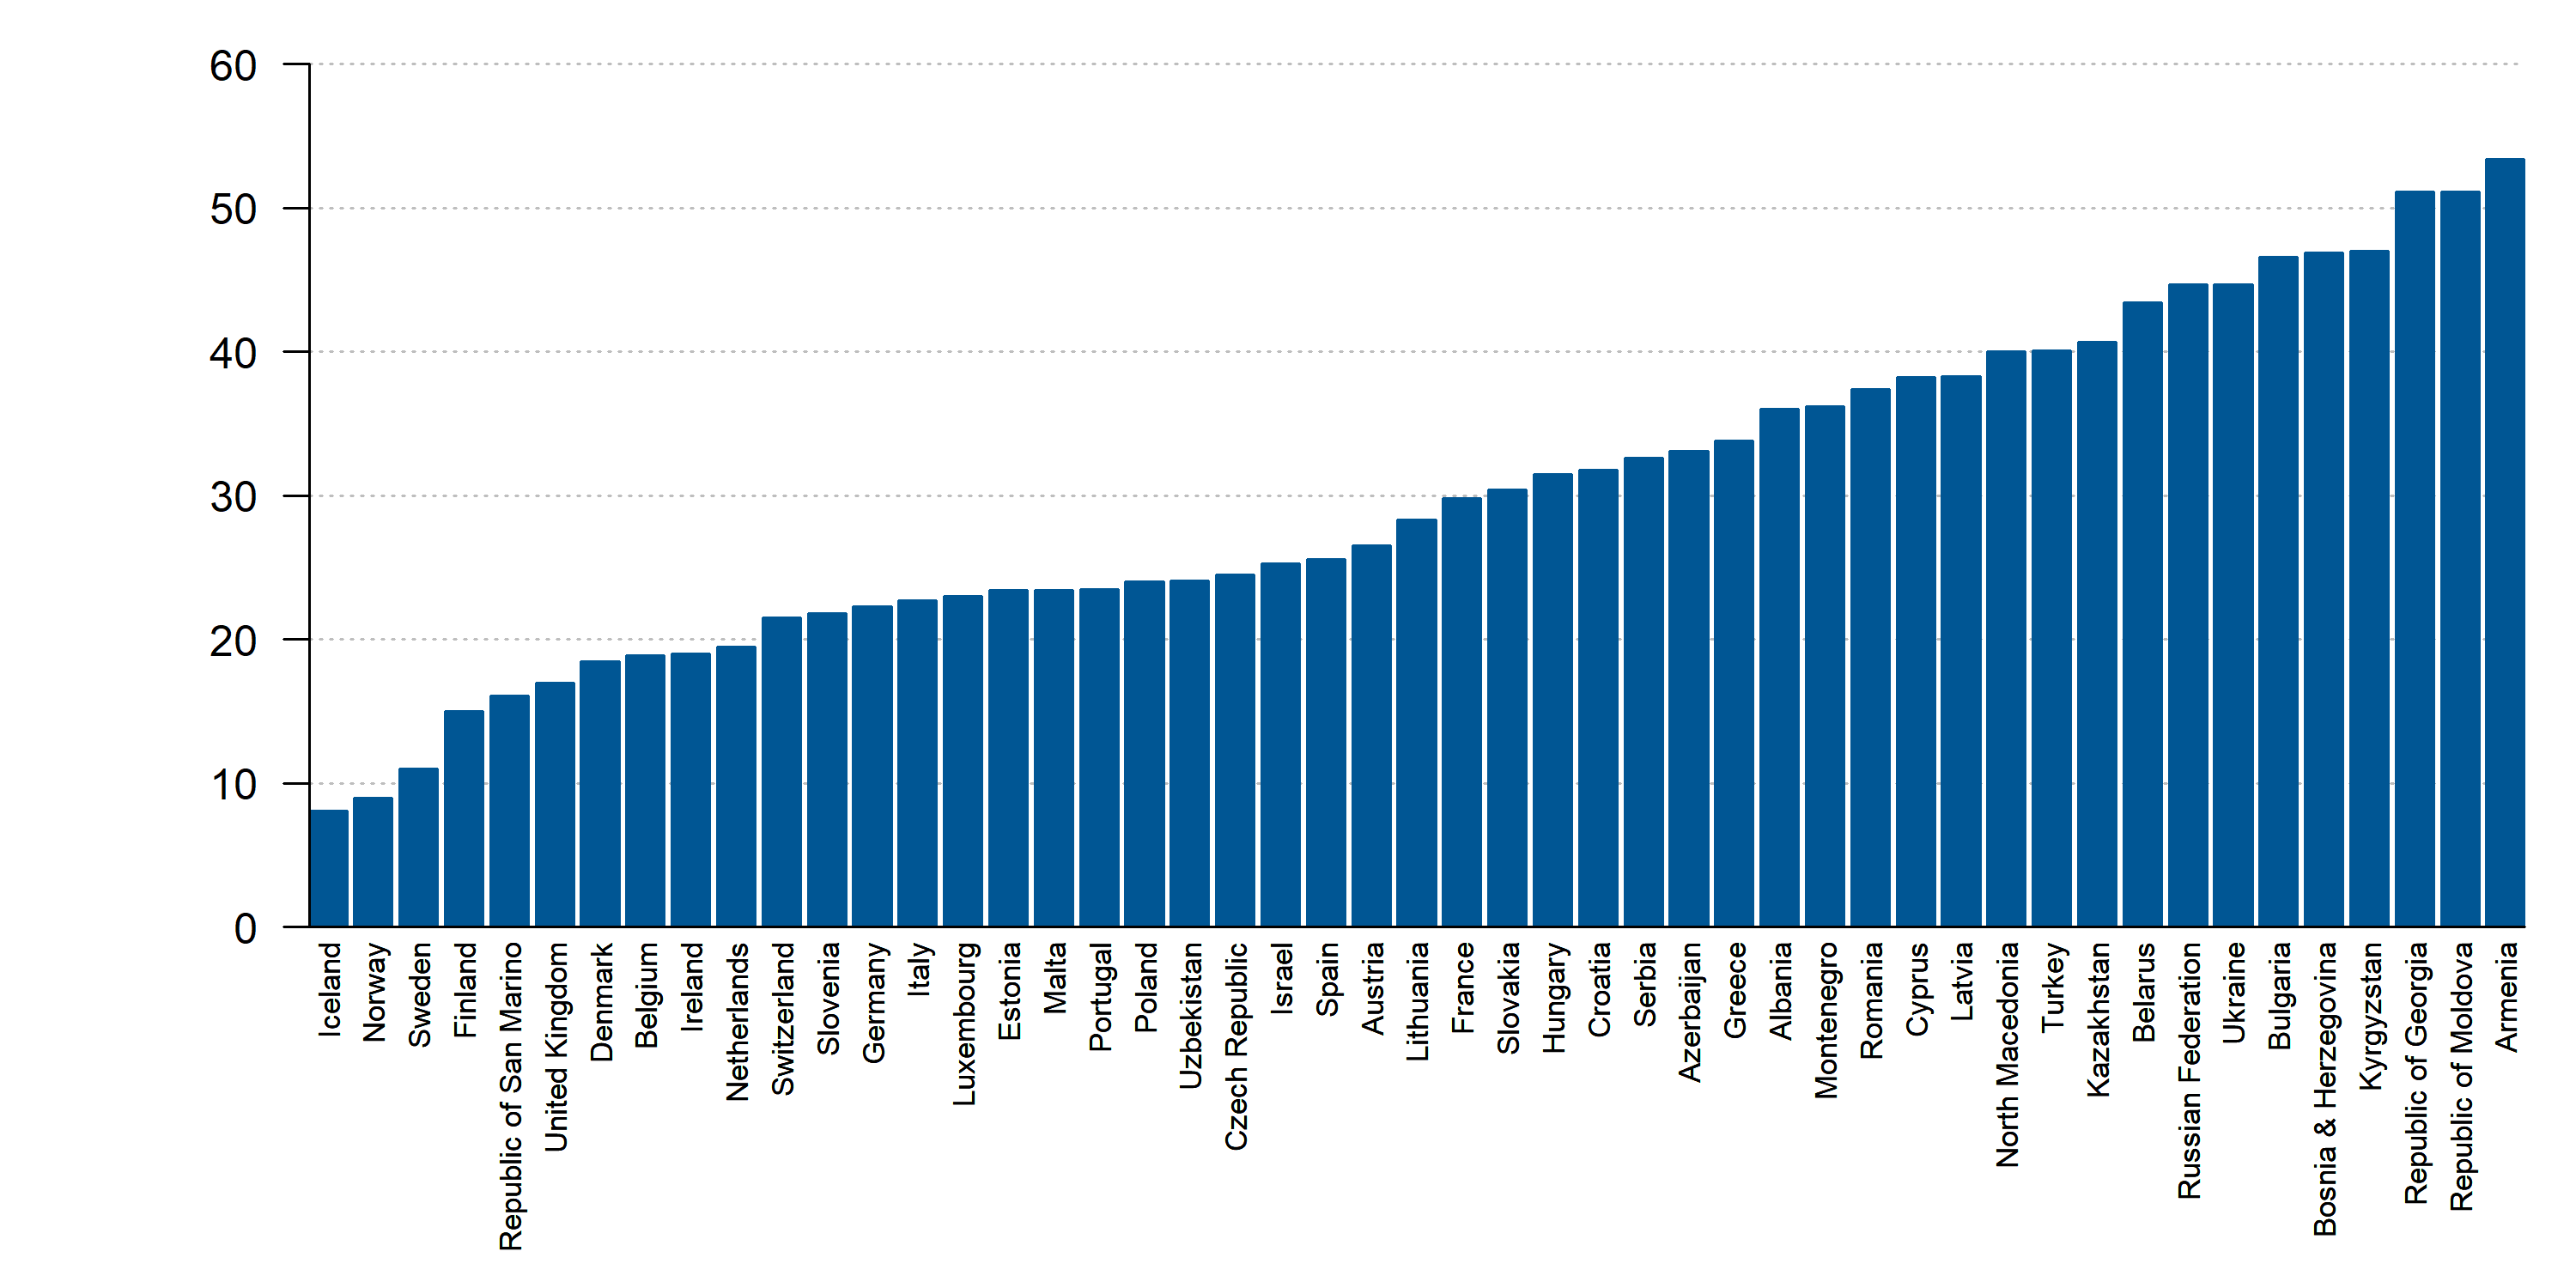 60
50
40
30
20
10
0
Iceland
Norway
Sweden
Finland
Republic of San Marino
United Kingdom
Denmark
Belgium
Ireland
Netherlands
Switzerland
Slovenia
Germany
Italy
Luxembourg
Estonia
Malta
Portugal
Poland
Uzbekistan
Czech Republic
Israel
Spain
Austria
Lithuania
France
Slovakia
Hungary
Croatia
Serbia
Azerbaijan
Greece
Albania
Montenegro
Romania
Cyprus
Latvia
North Macedonia
Turkey
Kazakhstan
Belarus
Russian Federation
Ukraine
Bulgaria
Bosnia & Herzegovina
Kyrgyzstan
Republic of Georgia
Republic of Moldova
Armenia